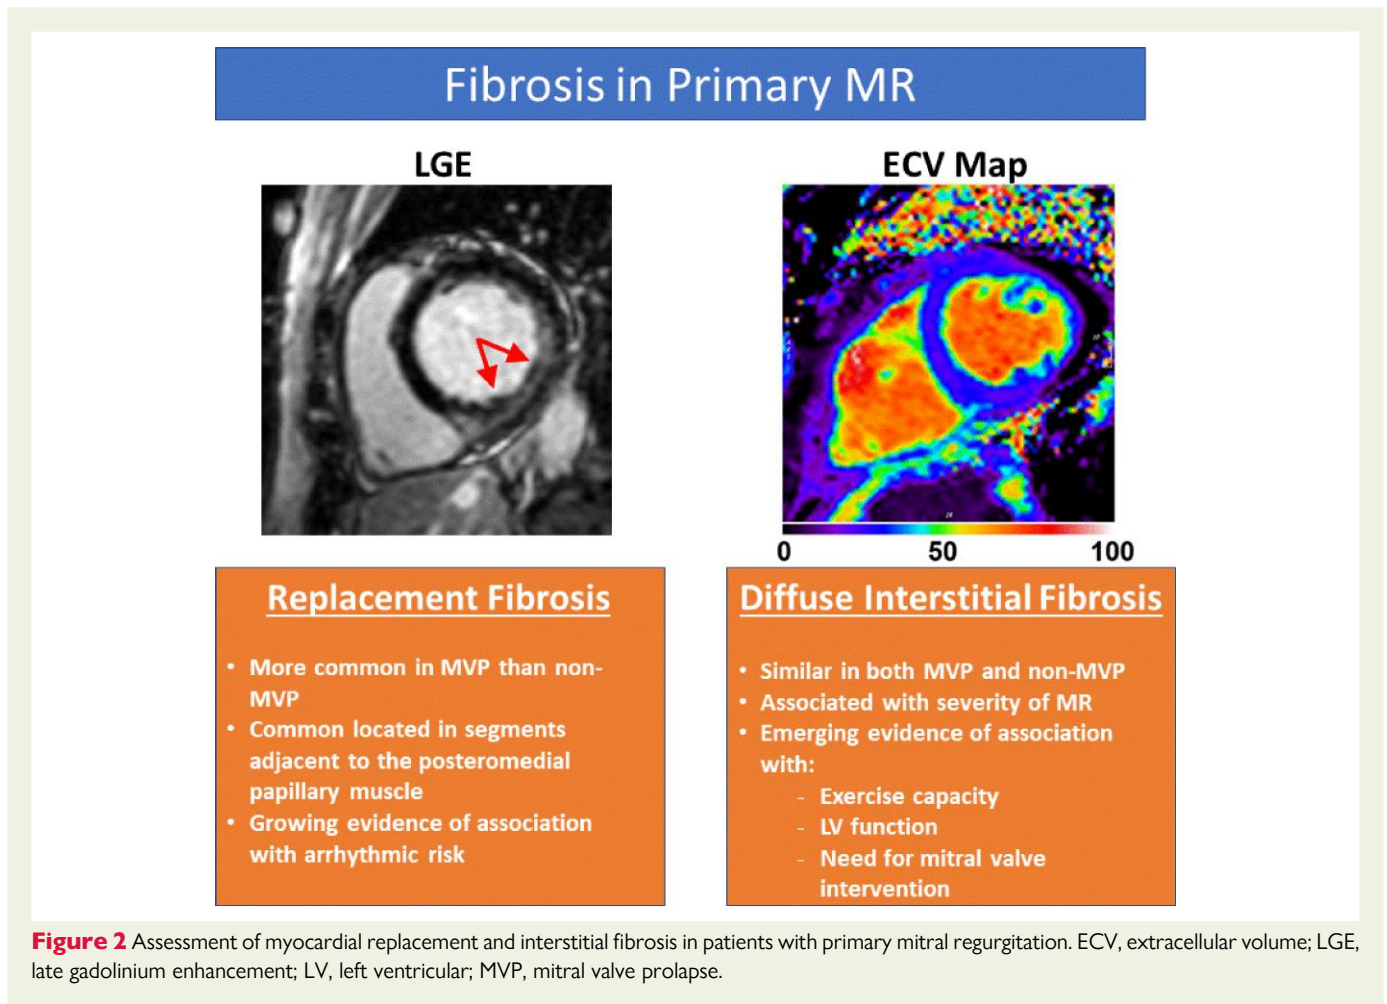 Fibrosis in Primary MR
LGE
ECV Map
0 50 100
Replacement Fibrosis
• More common in MVP than non-
MVP
• Common located in segments
adjacent to the posteromedial
papillary muscle
• Growing evidence of association
with arrhythmic risk
Diffuse Interstitial Fibrosis
• Similar in both MVP and non-MVP
• Associated with severity of MR
• Emerging evidence of association
with:
- Exercise capacity
- LV function
- Need for mitral valve
intervention
Figure 2 Assessment of myocardial replacement and interstitial fibrosis in patients with primary mitral regurgitation. ECV, extracellular volume; LGE,
late gadolinium enhancement; LV, left ventricular; MVP, mitral valve prolapse.